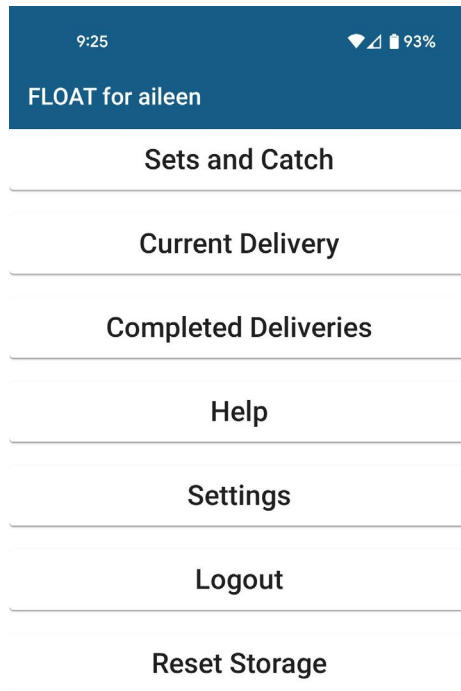 9:25 93%
FLOAT for aileen
Sets and Catch
Current Delivery
Completed Deliveries
Help
Settings
Logout
Reset Storage